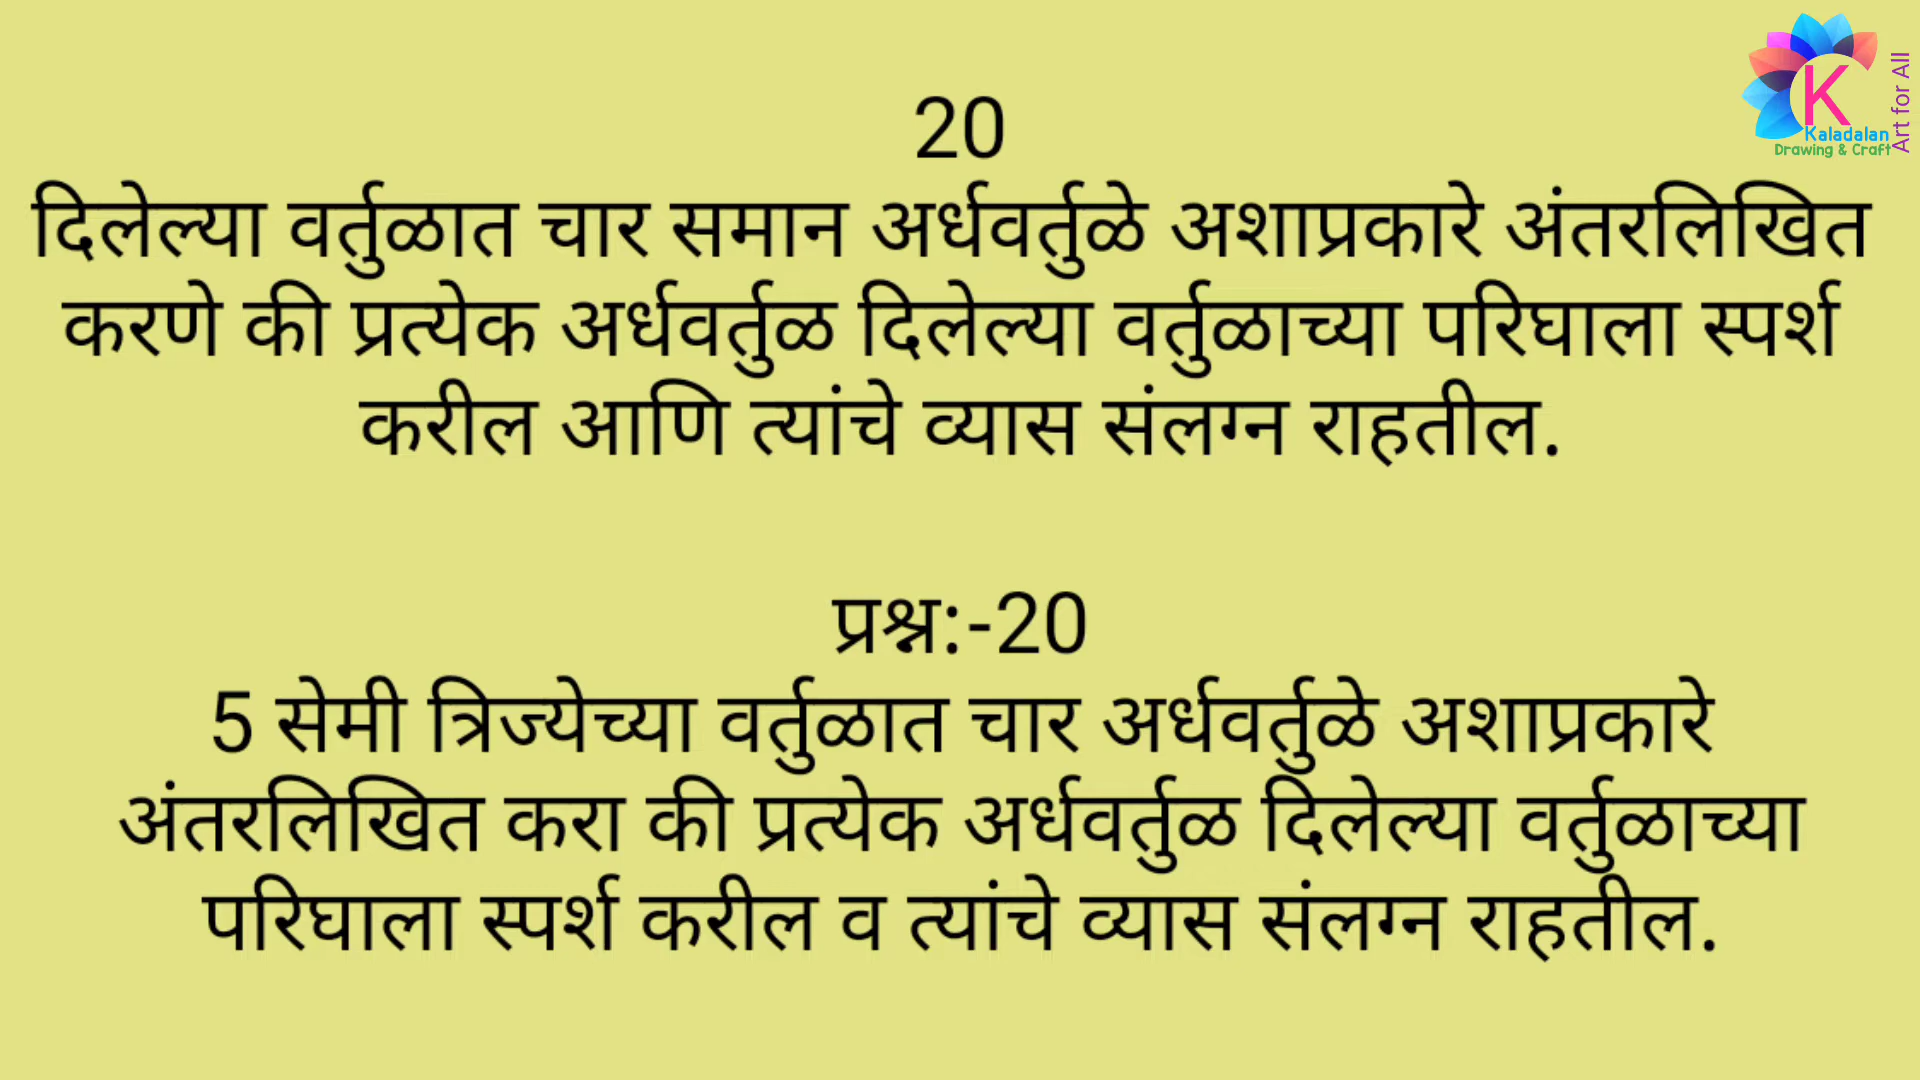 20
दिलेल्या वर्तुळात चार समान अर्धवर्तुळे अशाप्रकारे अंतरलिखित
करणे की प्रत्येक अर्धवर्तुळ दिलेल्या वर्तुळाच्या परिघाला स्पर्श
करील आणि त्यांचे व्यास संलग्न राहतील.
प्रश्न:-20
5 सेमी त्रिज्येच्या वर्तुळात चार अर्धवर्तुळे अशाप्रकारे
अंतरलिखित करा की प्रत्येक अर्धवर्तुळ दिलेल्या वर्तुळाच्या
परिघाला स्पर्श करील व त्यांचे व्यास संलग्न राहतील.
K
Kaladalan
Drawing & Craft
Art for All